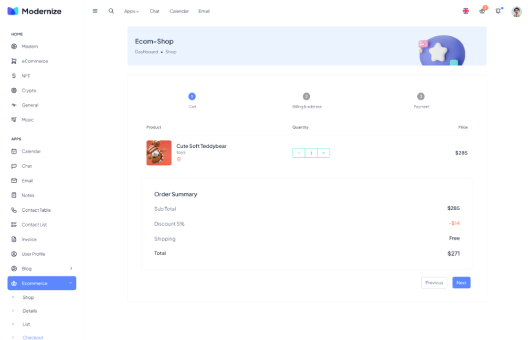 Modernize
Apps
Chat
Calendar
Email
HOME
Modern
eCommerce
NFT
Crypto
General
Music
APPS
Calendar
Chat
Email
Notes
Contact Table
Contact List
Invoice
User Profile
Blog
Ecommerce
Shop
Details
List
Checkout
Ecom-Shop
Dashboard • Shop
1
2
3
Cart
Billing & address
Payment
Product
Quantity
Price
Cute Soft Teddybear
- 1 +
$285
Order Summary
Sub Total
$285
Discount 5%
-$14
Shipping
Free
Total
$271
Previous
Next